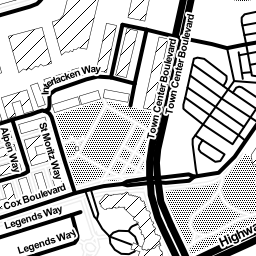 Interlacken Way
Town Center Boulevard
Town Center Boulevard
Alpen Way
St Moritz Way
Cox Boulevard
Legends Way
Legends Way
Highwa